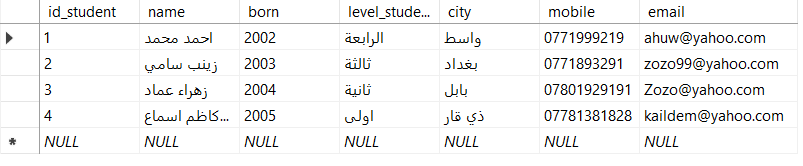 id_student name born level_stude... city mobile email
1 احمد محمد 2002 الرابعة واسط 0771999219 ahuw@yahoo.com
2 زينب سامي 2003 ثالثة بغداد 0771893291 zozo99@yahoo.com
3 زهراء عماد 2004 ثانية بابل 07801929191 Zozo@yahoo.com
4 كاظم اسماع... 2005 اولى ذي قار 07781381828 kaildem@yahoo.com
NULL NULL NULL NULL NULL NULL NULL